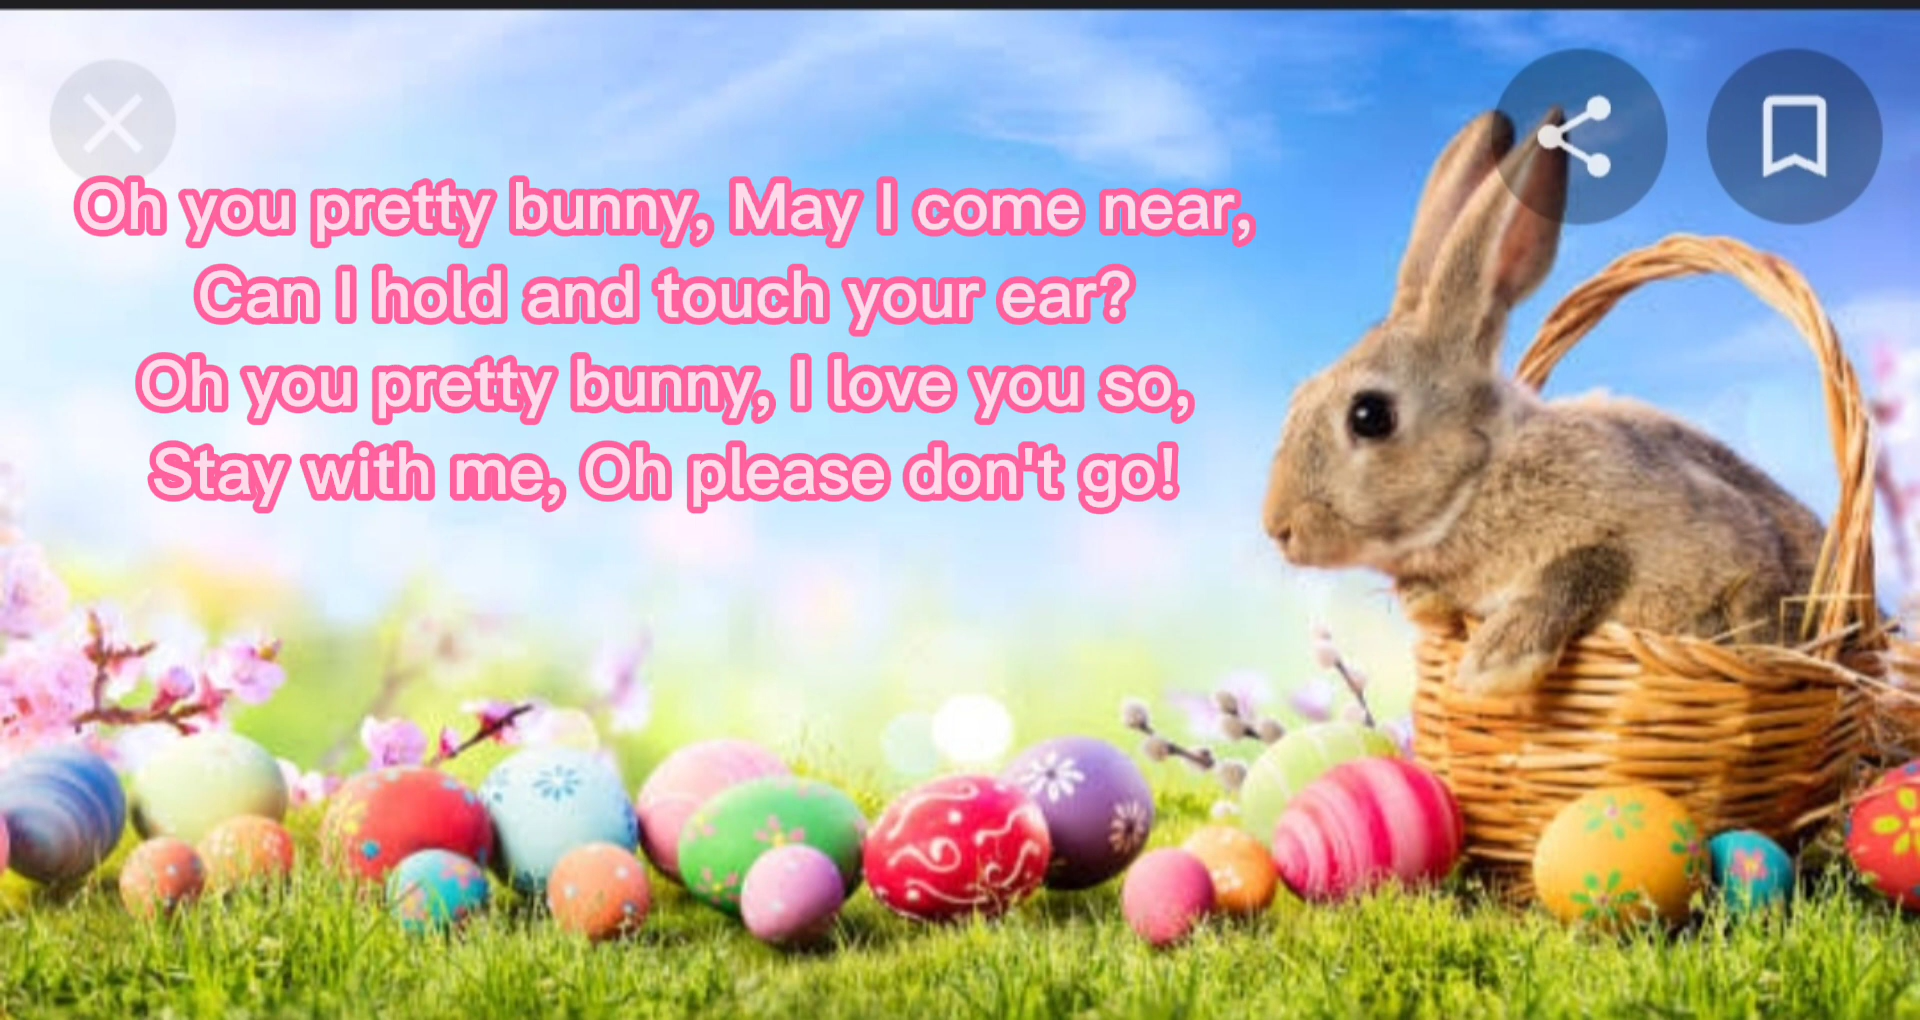 Oh you pretty bunny, May I come near,
Can I hold and touch your ear?
Oh you pretty bunny, I love you so,
Stay with me, Oh please don't go!